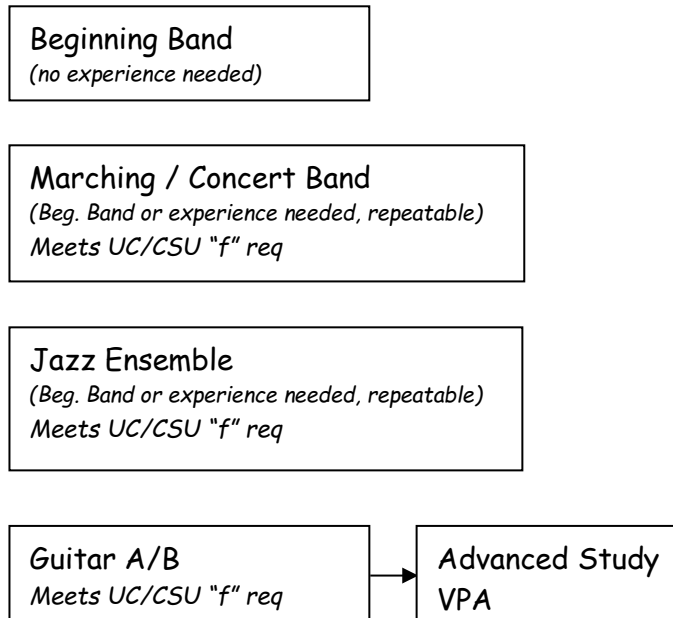 Beginning Band
(no experience needed)
Marching / Concert Band
(Beg. Band or experience needed, repeatable)
Meets UC/CSU “f” req
Jazz Ensemble
(Beg. Band or experience needed, repeatable)
Meets UC/CSU “f” req
Guitar A/B
Meets UC/CSU “f” req
Advanced Study
VPA